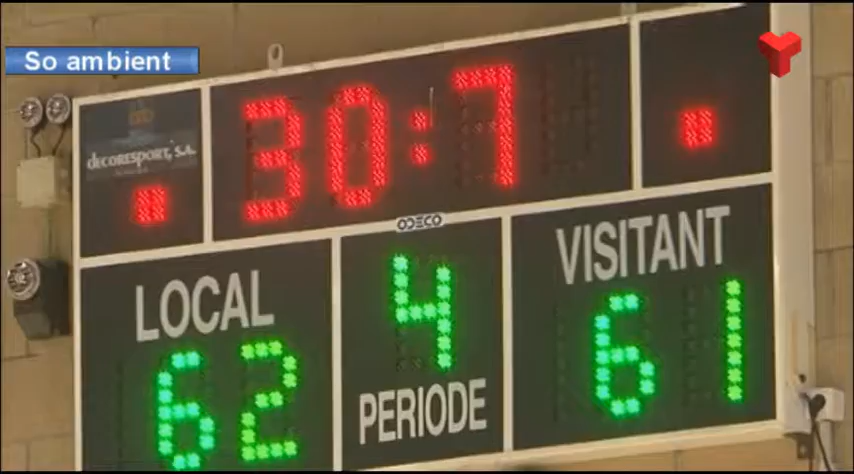 So ambient
decoresport, S.A.
30:7
ODECO
LOCAL
4
VISITANT
62
PERIODE
61